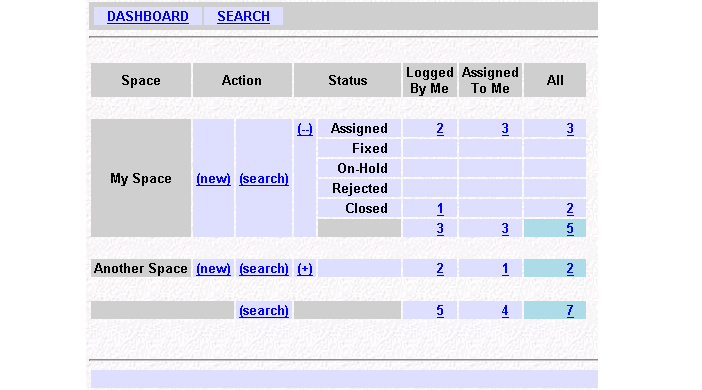 DASHBOARD SEARCH
Space Action Status Logged By Me Assigned To Me All
(--) Assigned 2 3 3
Fixed
On-Hold
My Space (new) (search)
Rejected
Closed 1 2
3 3 5
Another Space (new) (search) (+) 2 1 2
(search) 5 4 7